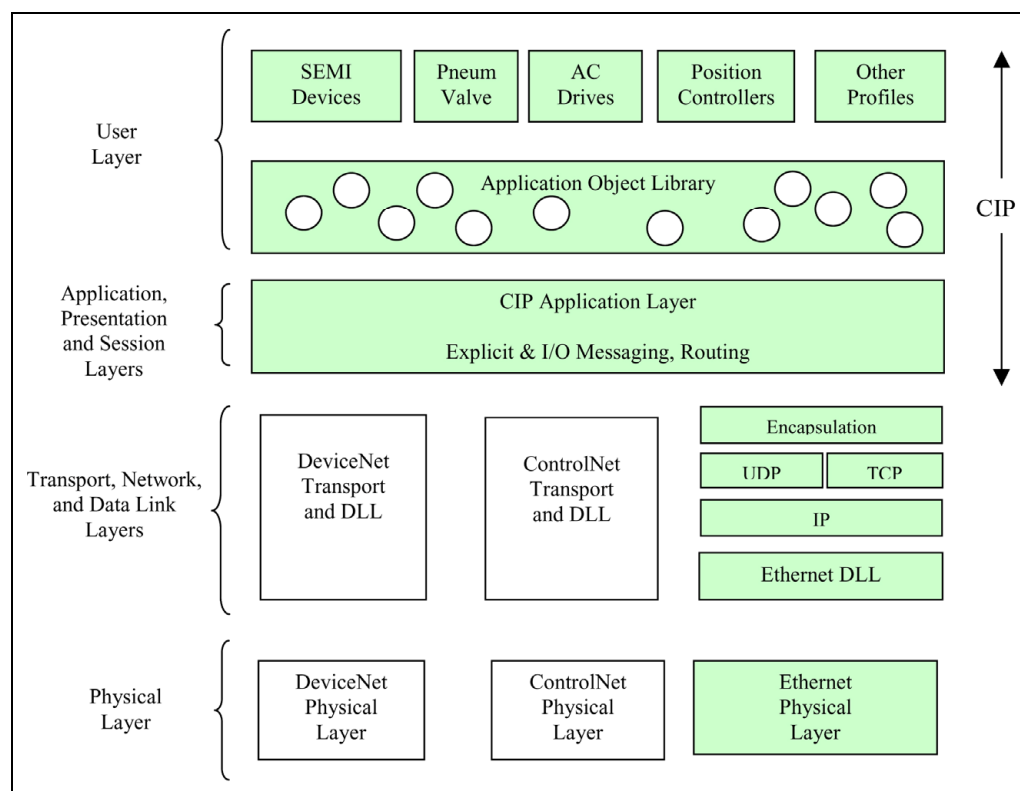 User
Layer
SEMI
Devices
Pneum
Valve
AC
Drives
Position
Controllers
Other
Profiles
Application Object Library
CIP
Application,
Presentation
and Session
Layers
CIP Application Layer
Explicit & I/O Messaging, Routing
Transport, Network,
and Data Link
Layers
DeviceNet
Transport
and DLL
ControlNet
Transport
and DLL
Encapsulation
UDP
TCP
IP
Ethernet DLL
Physical
Layer
DeviceNet
Physical
Layer
ControlNet
Physical
Layer
Ethernet
Physical
Layer